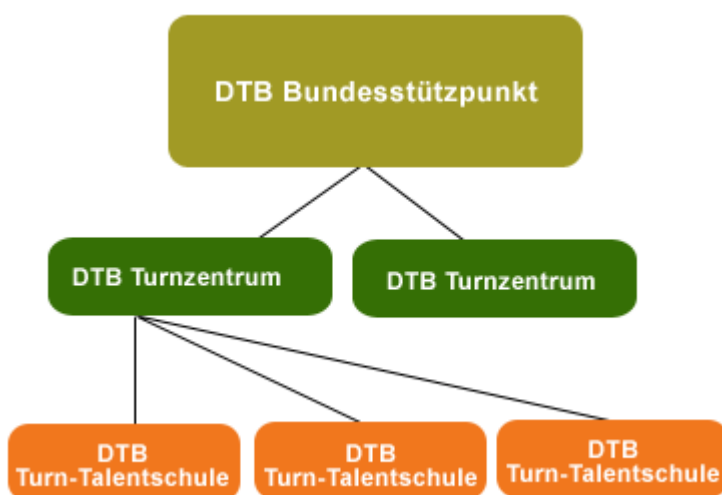 DTB Bundesstützpunkt
DTB Turnzentrum
DTB Turnzentrum
DTB
Turn-Talentschule
DTB
Turn-Talentschule
DTB
Turn-Talentschule